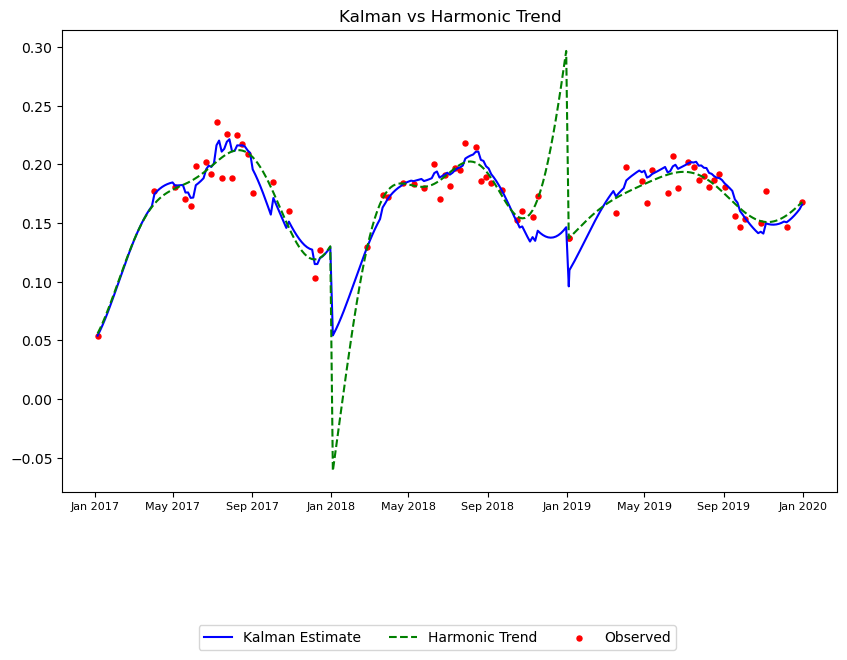 Kalman vs Harmonic Trend
0.30
0.25
0.20
0.15
0.10
0.05
0.00
−0.05
Jan 2017 May 2017 Sep 2017 Jan 2018 May 2018 Sep 2018 Jan 2019 May 2019 Sep 2019 Jan 2020
Kalman Estimate Harmonic Trend Observed